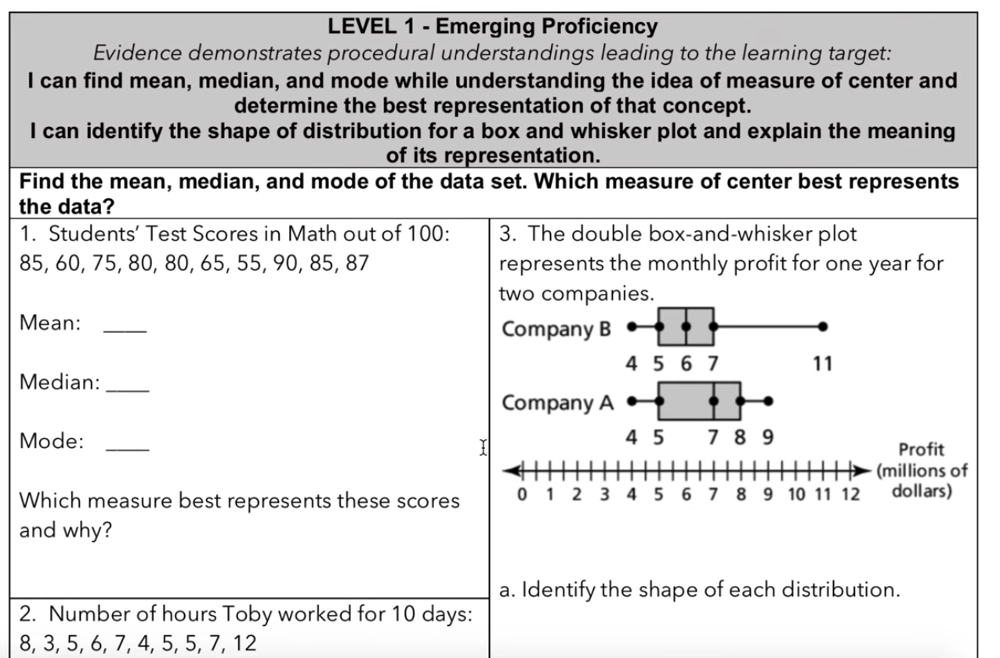 LEVEL 1 - Emerging Proficiency
Evidence demonstrates procedural understandings leading to the learning target:
I can find mean, median, and mode while understanding the idea of measure of center and
determine the best representation of that concept.
I can identify the shape of distribution for a box and whisker plot and explain the meaning
of its representation.
Find the mean, median, and mode of the data set. Which measure of center best represents
the data?
1. Students' Test Scores in Math out of 100:
85, 60, 75, 80, 80, 65, 55, 90, 85, 87
Mean: ____
Median: ____
Mode: ____
Which measure best represents these scores
and why?
2. Number of hours Toby worked for 10 days:
8, 3, 5, 6, 7, 4, 5, 5, 7, 12
3. The double box-and-whisker plot
represents the monthly profit for one year for
two companies.
Company B
4 5 6 7 11
Company A
4 5 7 8 9
Profit
(millions of
dollars)
0 1 2 3 4 5 6 7 8 9 10 11 12
a. Identify the shape of each distribution.